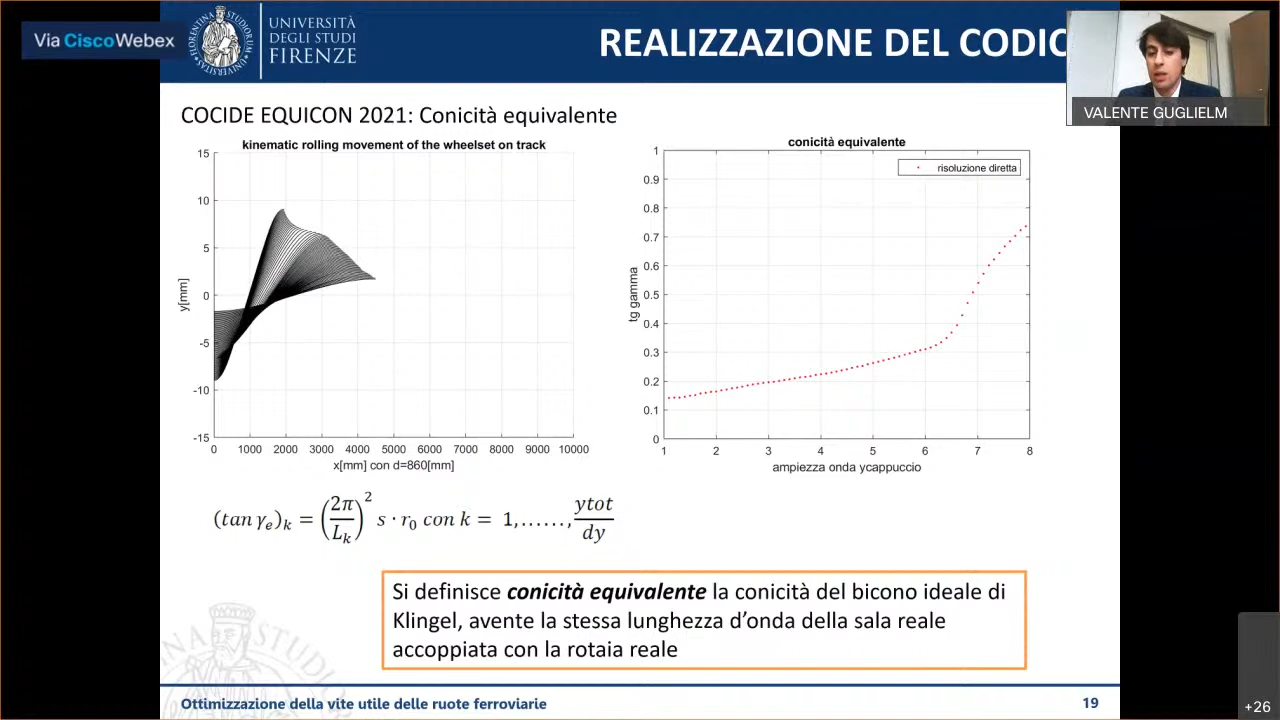 Via Cisco Webex
UNIVERSITÀ
DEGLI STUDI
FIRENZE
REALIZZAZIONE DEL CODIC
VALENTE GUGLIELM
COCIDE EQUICON 2021: Conicità equivalente
kinematic rolling movement of the wheelset on track
15
10
5
0
-5
-10
-15
y[mm]
0 1000 2000 3000 4000 5000 6000 7000 8000 9000 10000
x[mm] con d=860[mm]
conicità equivalente
risoluzione diretta
1
0.9
0.8
0.7
0.6
0.5
0.4
0.3
0.2
0.1
0
tg gamma
1 2 3 4 5 6 7 8
ampiezza onda ycappuccio
(tan γₑ)ₖ = (2π/Lₖ)² s · r₀ con k = 1,……,ytot/dy
Si definisce conicità equivalente la conicità del bicono ideale di
Klingel, avente la stessa lunghezza d’onda della sala reale
accoppiata con la rotaia reale
Ottimizzazione della vite utile delle ruote ferroviarie
19
+26